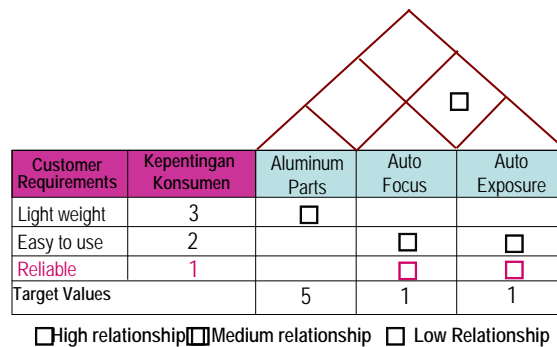 Customer Requirements Kepentingan Konsumen Aluminum Parts Auto Focus Auto Exposure
Light weight 3
Easy to use 2
Reliable 1
Target Values 5 1 1
High relationship Medium relationship Low Relationship